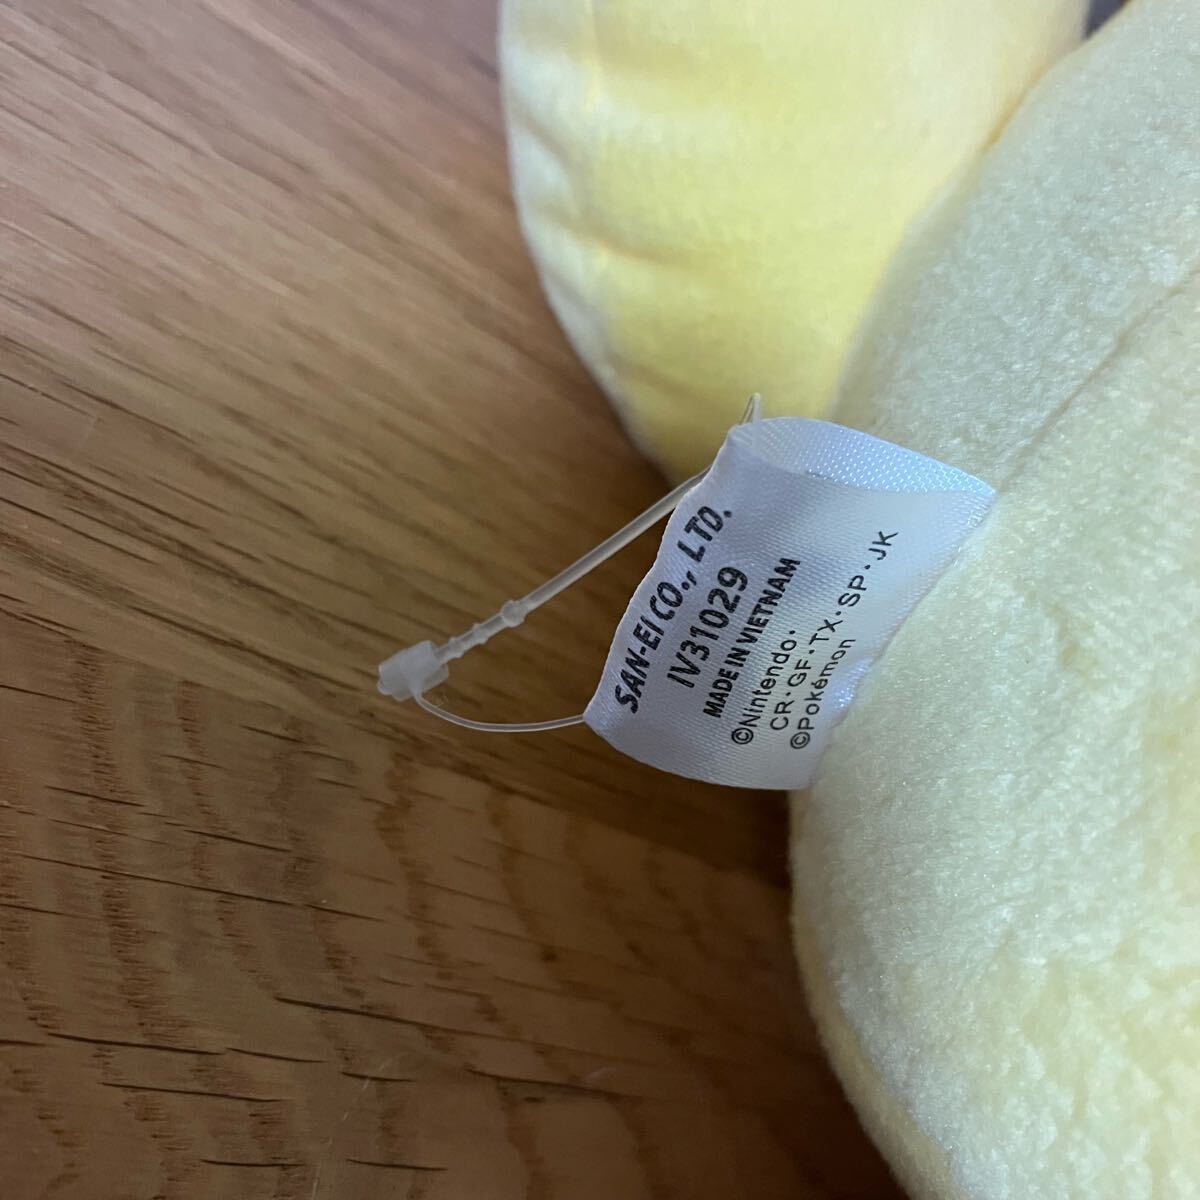 SAN-EI CO., LTD.
IV31029
MADE IN VIETNAM
©Nintendo・
CR・GF・TX・SP・JK
©Pokémon